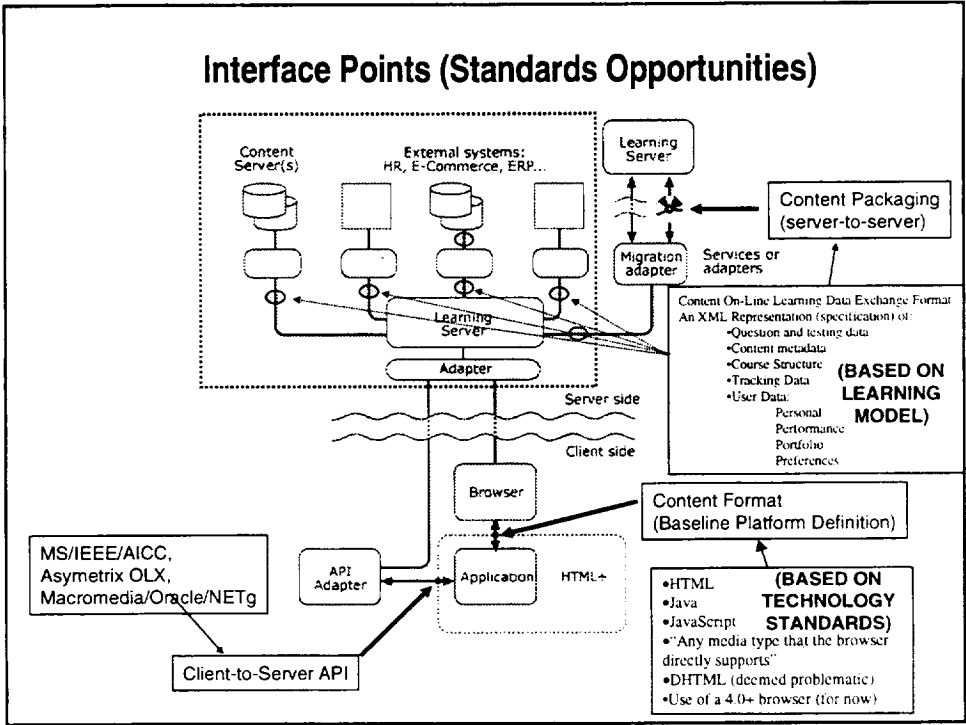 Interface Points (Standards Opportunities)
Content
Server(s)
External systems:
HR, E-Commerce, ERP...
Learning
Server
Content Packaging
(server-to-server)
Migration
adapter
Services or
adapters
Learning
Server
Adapter
Content On-Line Learning Data Exchange Format
An XML Representation (specification) of:
•Question and testing data
•Content metadata
•Course Structure
•Tracking Data
•User Data:
Personal
Performance
Portfolio
Preferences
(BASED ON
LEARNING
MODEL)
Server side
Client side
Browser
Content Format
(Baseline Platform Definition)
MS/IEEE/AICC,
Asymetrix OLX,
Macromedia/Oracle/NETg
API
Adapter
Application
HTML+
Client-to-Server API
•HTML
•Java
•JavaScript
•"Any media type that the browser
directly supports"
•DHTML (deemed problematic)
•Use of a 4.0+ browser (for now)
(BASED ON
TECHNOLOGY
STANDARDS)